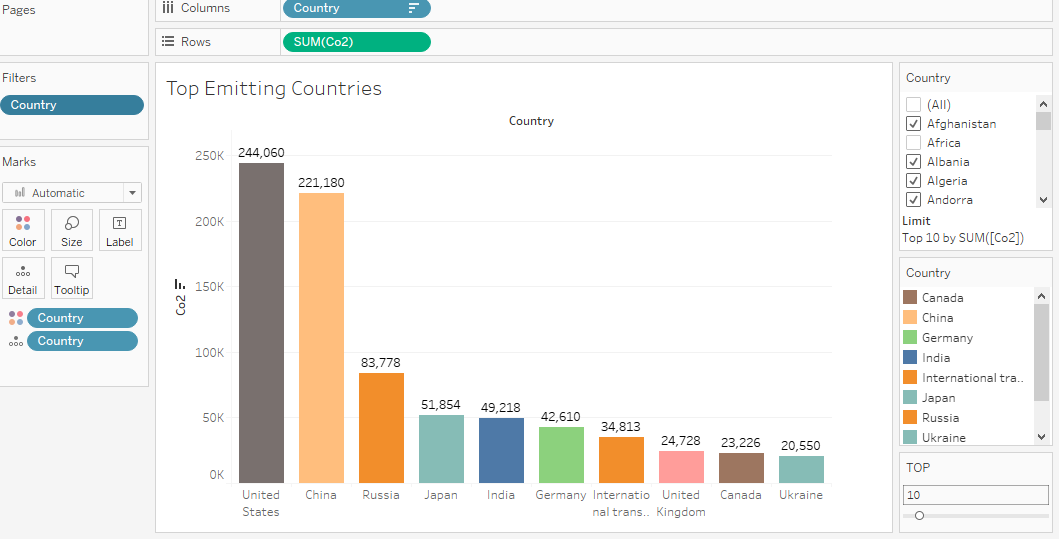 Pages
Columns
Country
Rows
SUM(Co2)
Filters
Country
Marks
Automatic
Color
Size
Label
Detail
Tooltip
Country
Country
Top Emitting Countries
Country
Co2
250K
200K
150K
100K
50K
0K
244,060
221,180
83,778
51,854
49,218
42,610
34,813
24,728
23,226
20,550
United
States
China
Russia
Japan
India
Germany
Internatio
nal trans..
United
Kingdom
Canada
Ukraine
Country
(All)
Afghanistan
Africa
Albania
Algeria
Andorra
Limit
Top 10 by SUM([Co2])
Country
Canada
China
Germany
India
International tra..
Japan
Russia
Ukraine
TOP
10